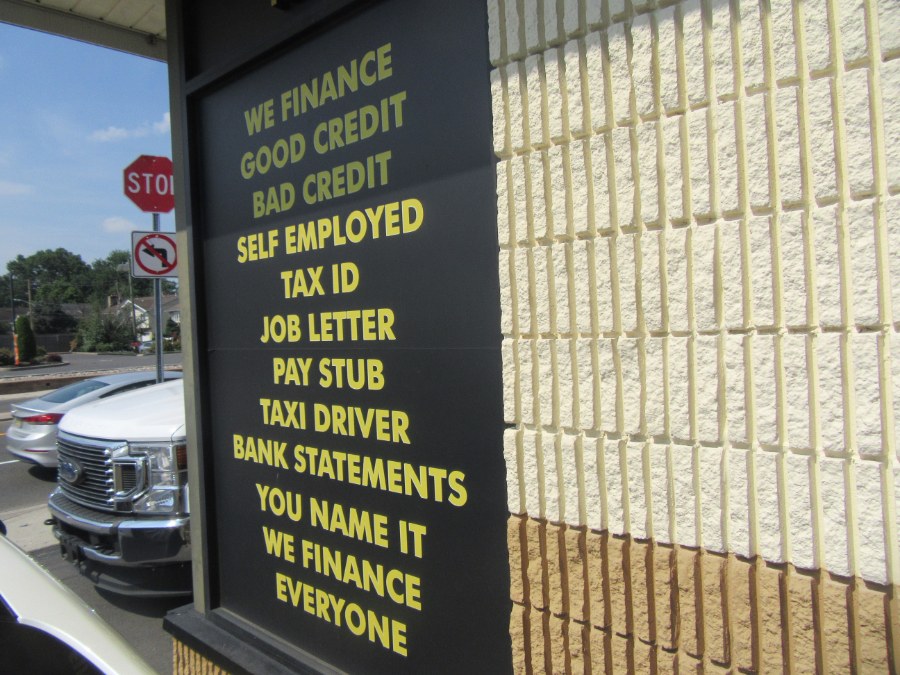 WE FINANCE
GOOD CREDIT
BAD CREDIT
SELF EMPLOYED
TAX ID
JOB LETTER
PAY STUB
TAXI DRIVER
BANK STATEMENTS
YOU NAME IT
WE FINANCE
EVERYONE
STOP
Ford